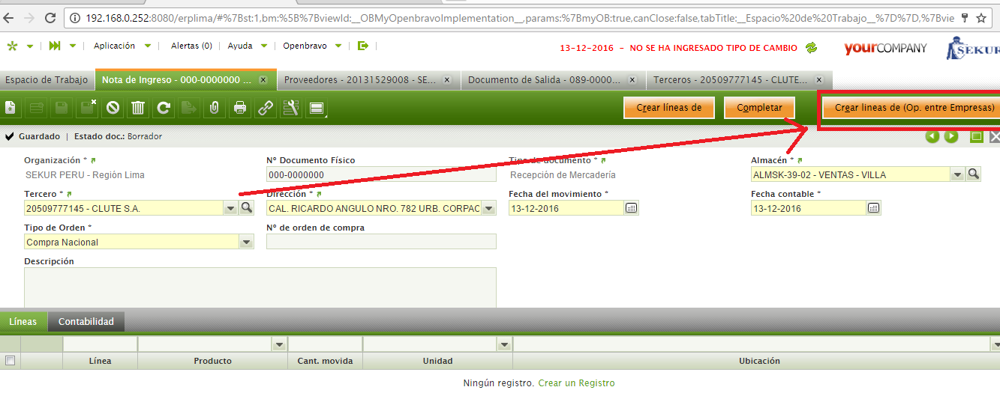 192.168.0.252:8080/erplima/#%7Bst:1,bm:%5B%7BviewId:__OBMyOpenbravoImplementation__,params:%7BmyOB:true,canClose:false,tabTitle:__Espacio%20de%20Trabajo__%7D%7D,%7Bvie
Aplicación Alertas (0) Ayuda Openbravo 13-12-2016 - NO SE HA INGRESADO TIPO DE CAMBIO yourCOMPANY SEKUR
Espacio de Trabajo Nota de Ingreso - 000-0000000 ... Proveedores - 20131529008 - SE... Documento de Salida - 089-0000... Terceros - 20509777145 - CLUTE...
Crear líneas de Completar Crear lineas de (Op. entre Empresas)
Guardado | Estado doc.: Borrador
Organización * Nº Documento Físico Tipo de documento * Almacén *
SEKUR PERU - Región Lima 000-0000000 Recepción de Mercadería ALMSK-39-02 - VENTAS - VILLA
Tercero * Dirección * Fecha del movimiento * Fecha contable *
20509777145 - CLUTE S.A. CAL. RICARDO ANGULO NRO. 782 URB. CORPAC 13-12-2016 13-12-2016
Tipo de Orden * Nº de orden de compra
Compra Nacional
Descripción
Líneas Contabilidad
Línea Producto Cant. movida Unidad Ubicación
Ningún registro. Crear un Registro